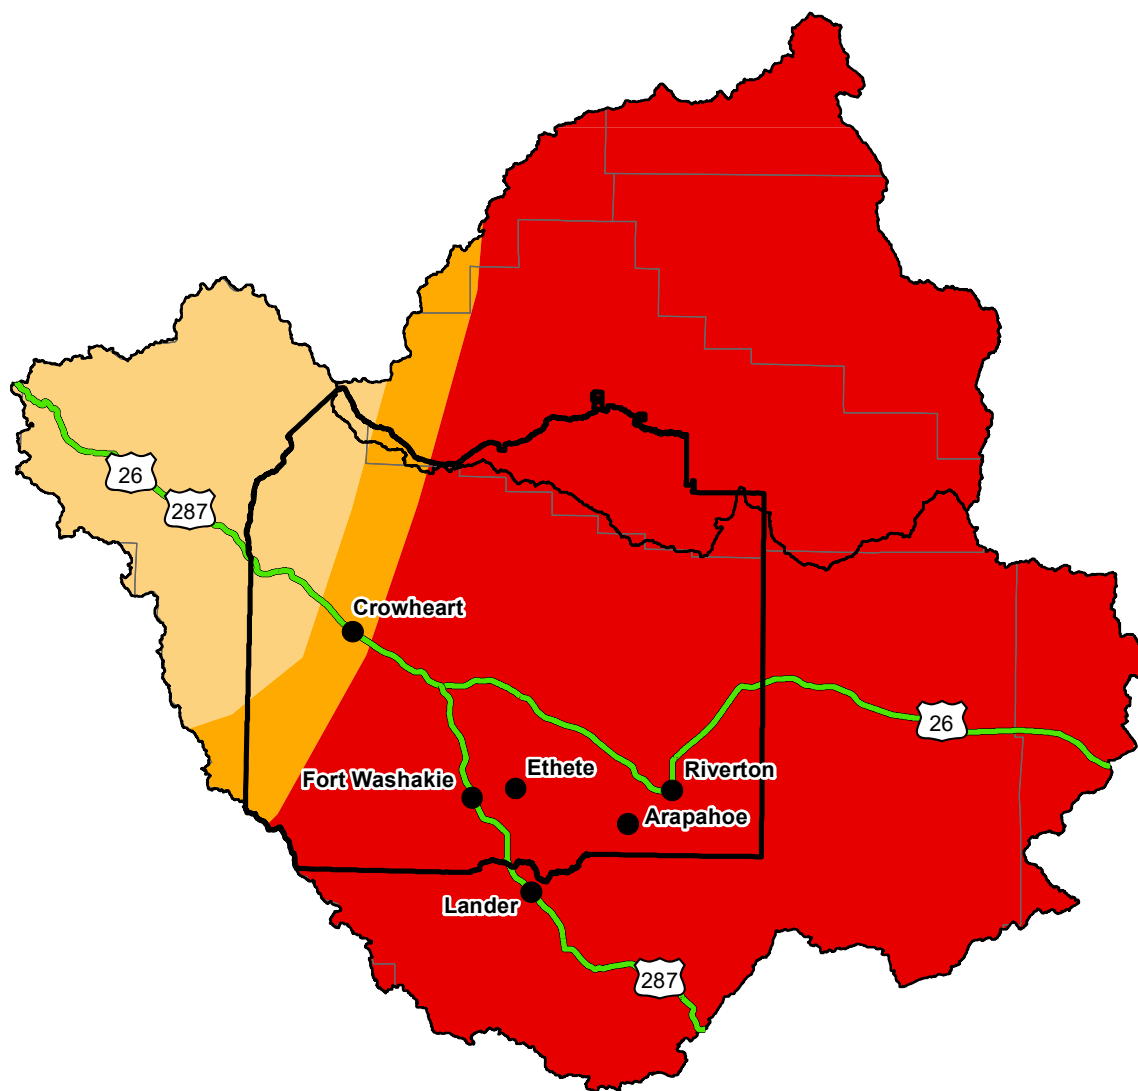 26
287
Crowheart
Ethete
Riverton
Fort Washakie
Arapahoe
26
Lander
287